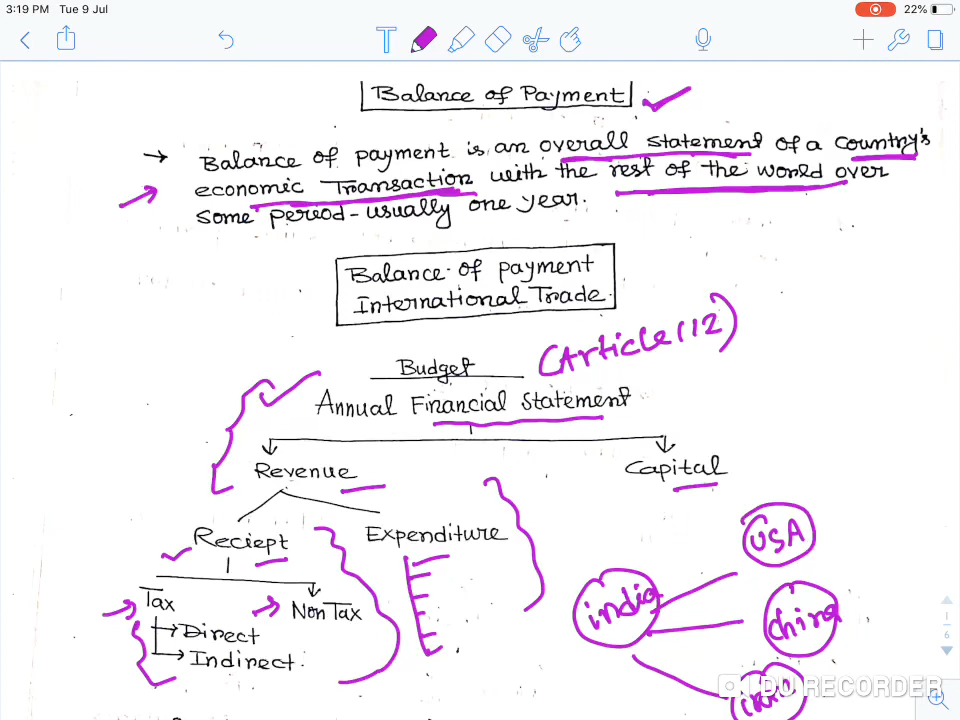 3:19 PM Tue 9 Jul
22%
T
Balance of Payment
→ Balance of payment is an overall statement of a country's
economic Transaction with the rest of the world over
some period - usually one year.
Balance of payment
International Trade.
(Article 112)
Budget
Annual Financial Statement
Revenue
Capital
Reciept
Expenditure
USA
Tax
Non Tax
india
china
Direct
Indirect.
1
6
DU RECORDER